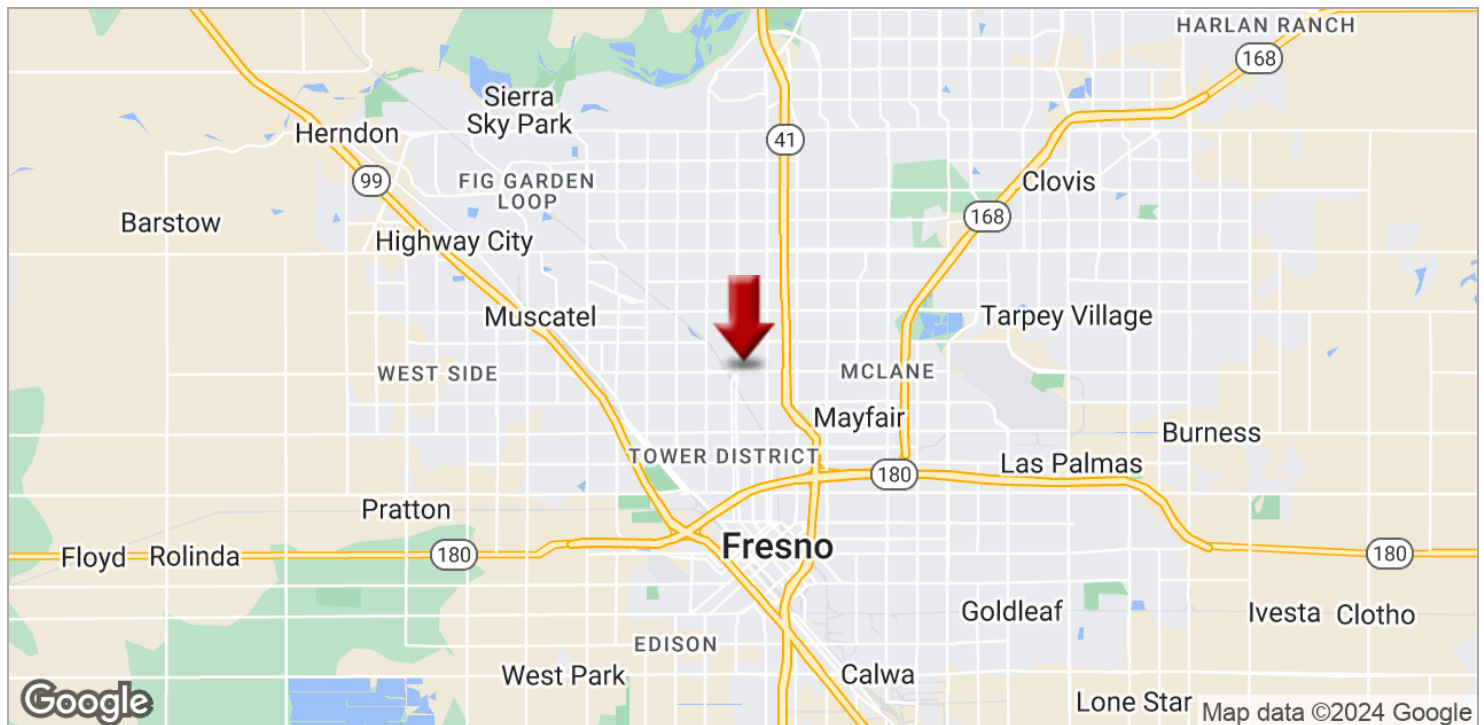 HARLAN RANCH
168
Sierra
Sky Park
Herndon
41
99
FIG GARDEN
LOOP
Clovis
168
Barstow
Highway City
Muscatel
Tarpey Village
WEST SIDE
MCLANE
Mayfair
Burness
TOWER DISTRICT
Las Palmas
180
Pratton
Fresno
Floyd
Rolinda
180
180
Goldleaf
Ivesta
Clotho
EDISON
West Park
Calwa
Lone Star
Google
Map data ©2024 Google